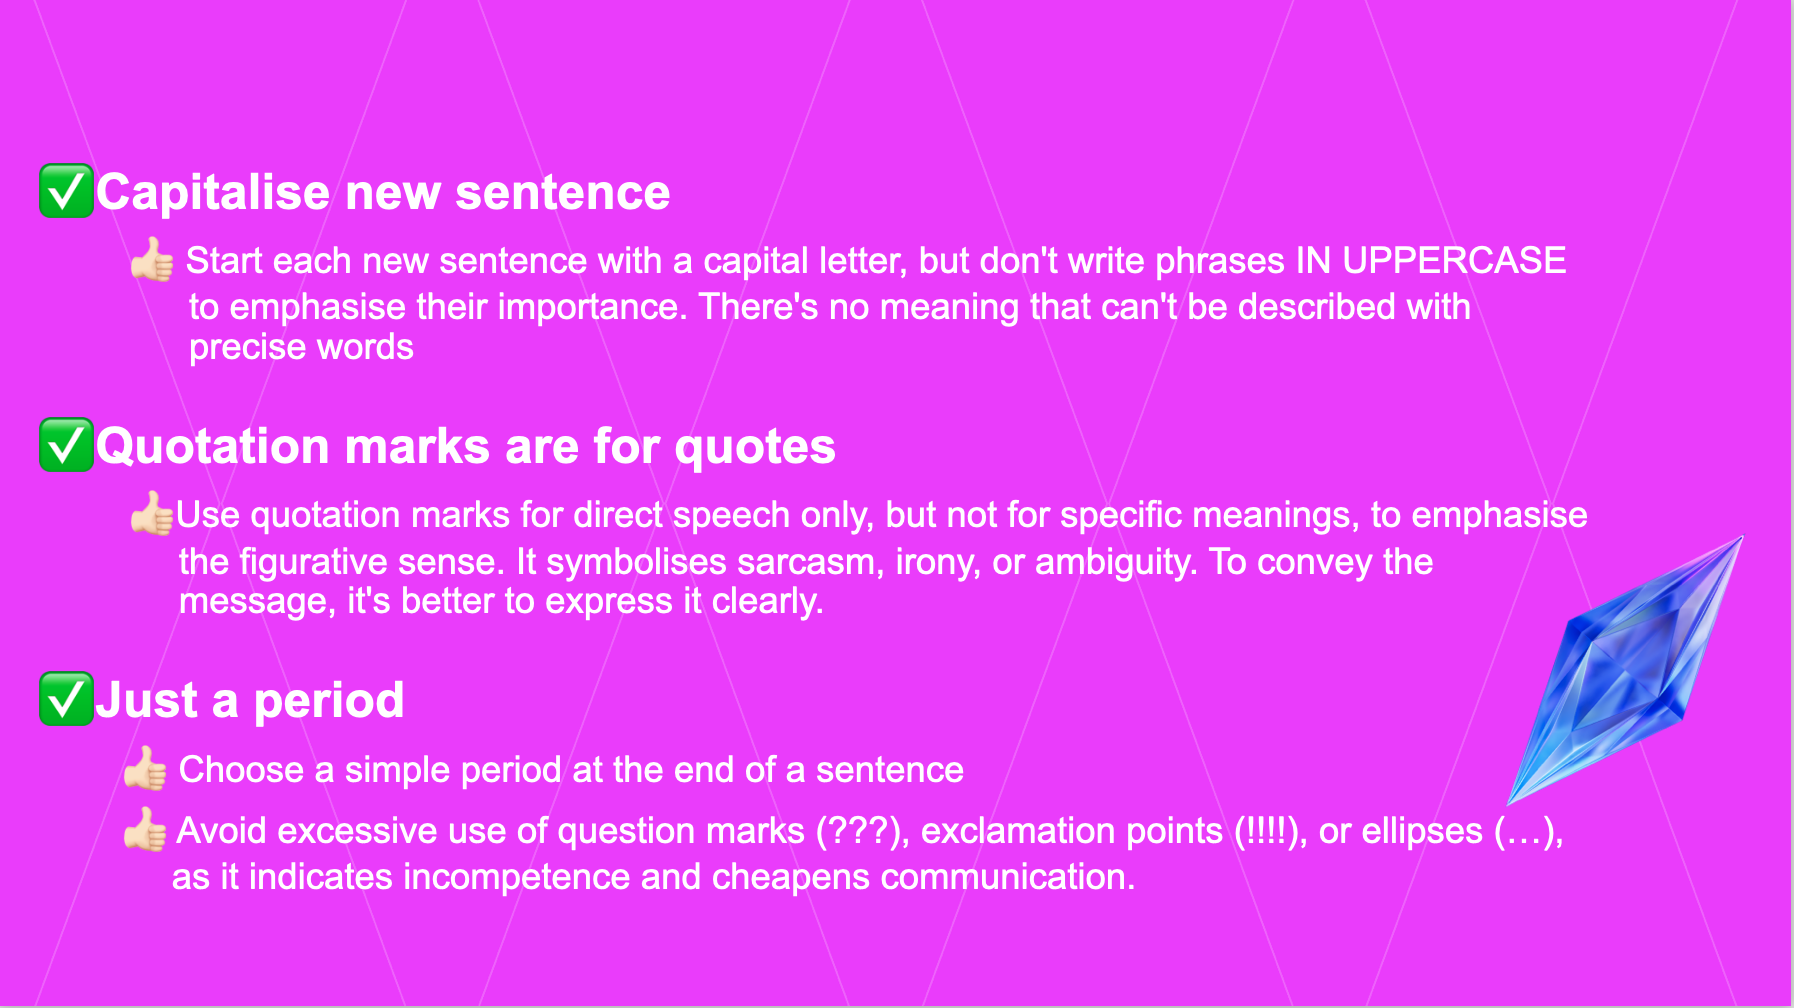 ✅Capitalise new sentence
👍🏻 Start each new sentence with a capital letter, but don't write phrases IN UPPERCASE
to emphasise their importance. There's no meaning that can't be described with
precise words
✅Quotation marks are for quotes
👍🏻Use quotation marks for direct speech only, but not for specific meanings, to emphasise
the figurative sense. It symbolises sarcasm, irony, or ambiguity. To convey the
message, it's better to express it clearly.
✅Just a period
👍🏻 Choose a simple period at the end of a sentence
👍🏻 Avoid excessive use of question marks (???), exclamation points (!!!!), or ellipses (…),
as it indicates incompetence and cheapens communication.